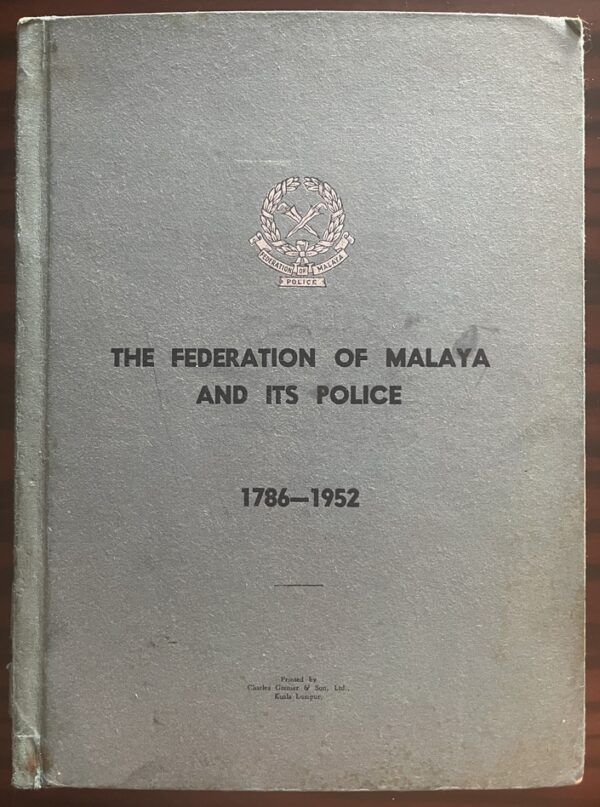 FEDERATION OF MALAYA
POLICE
THE FEDERATION OF MALAYA
AND ITS POLICE
1786—1952
Printed by
Charles Grenier & Son, Ltd.,
Kuala Lumpur.